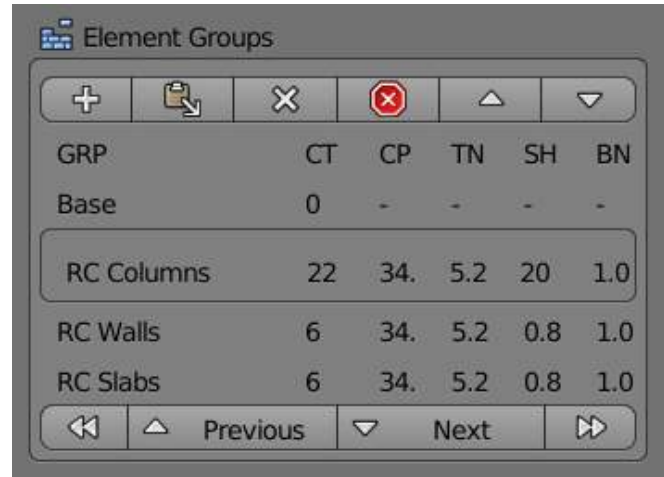 Element Groups
GRP CT CP TN SH BN
Base 0 - - - -
RC Columns 22 34. 5.2 20 1.0
RC Walls 6 34. 5.2 0.8 1.0
RC Slabs 6 34. 5.2 0.8 1.0
Previous Next